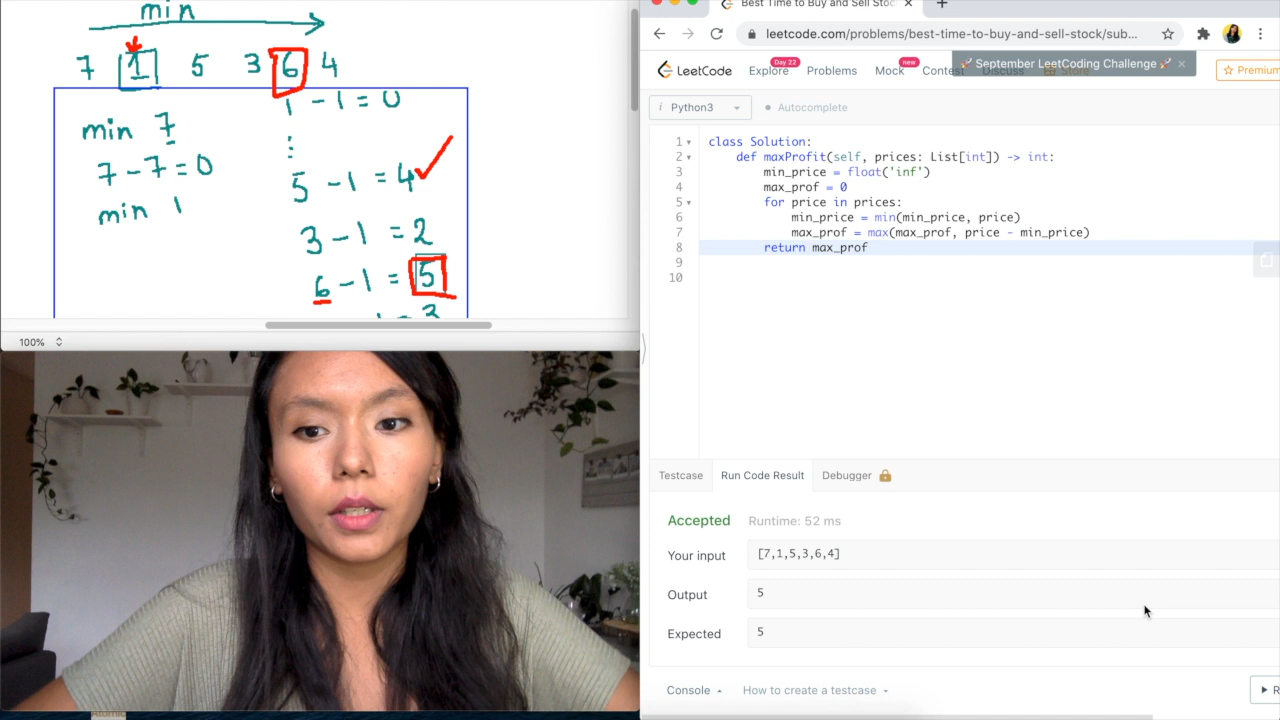 min
7 1 5 3 6 4
min 7
7 - 7 = 0
min 1
1 - 1 = 0
⋮
5 - 1 = 4 ✓
3 - 1 = 2
6 - 1 = 5
100%
Best Time to Buy and Sell Stoc
leetcode.com/problems/best-time-to-buy-and-sell-stock/sub...
LeetCode
Explore
Day 22
Problems
Mock
new
Contest
🚀 September LeetCoding Challenge 🚀
Premium
i Python3
Autocomplete
1 class Solution:
2 def maxProfit(self, prices: List[int]) -> int:
3 min_price = float('inf')
4 max_prof = 0
5 for price in prices:
6 min_price = min(min_price, price)
7 max_prof = max(max_prof, price - min_price)
8 return max_prof
9
10
Testcase Run Code Result Debugger
Accepted Runtime: 52 ms
Your input [7,1,5,3,6,4]
Output 5
Expected 5
Console How to create a testcase